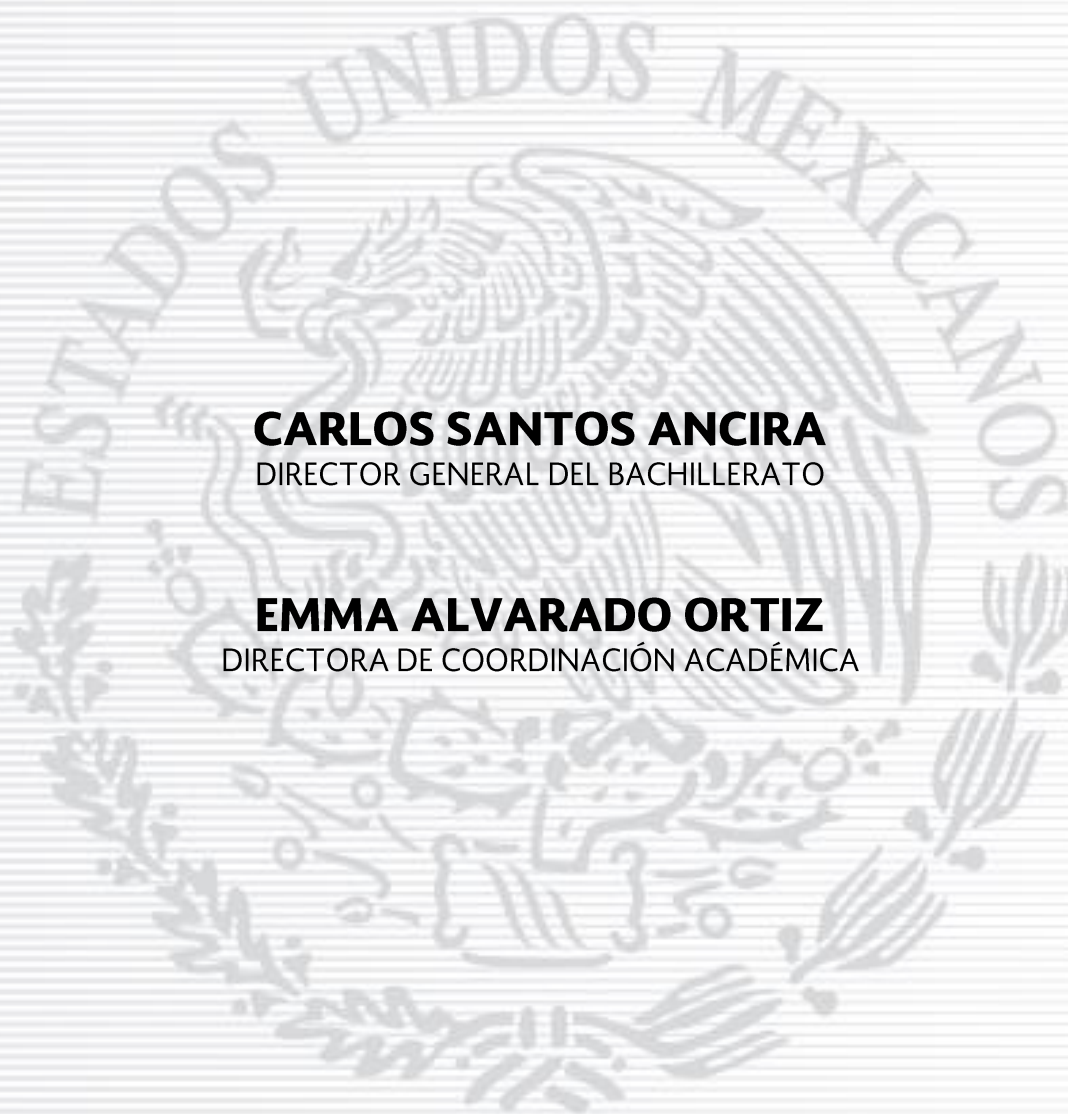 ESTADOS UNIDOS MEXICANOS
CARLOS SANTOS ANCIRA
DIRECTOR GENERAL DEL BACHILLERATO
EMMA ALVARADO ORTIZ
DIRECTORA DE COORDINACIÓN ACADÉMICA